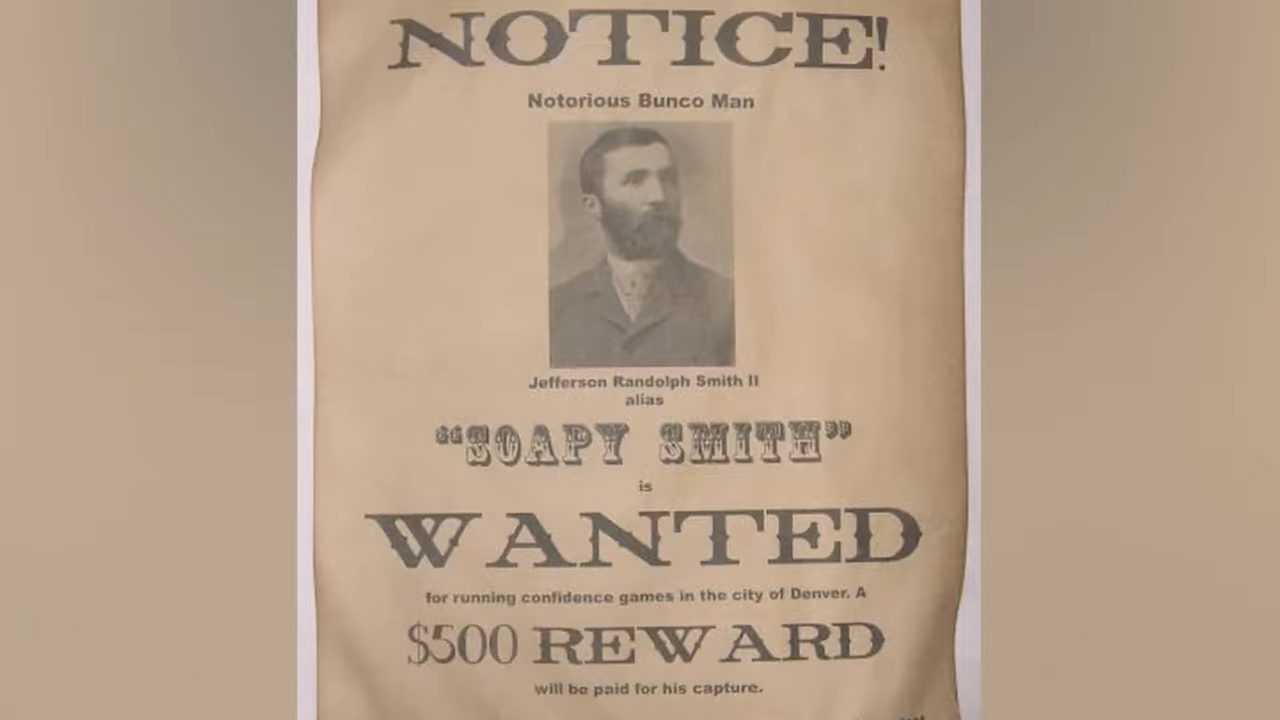 NOTICE!
Notorious Bunco Man
Jefferson Randolph Smith II
alias
“SOAPY SMITH”
is
WANTED
for running confidence games in the city of Denver. A
$500 REWARD
will be paid for his capture.